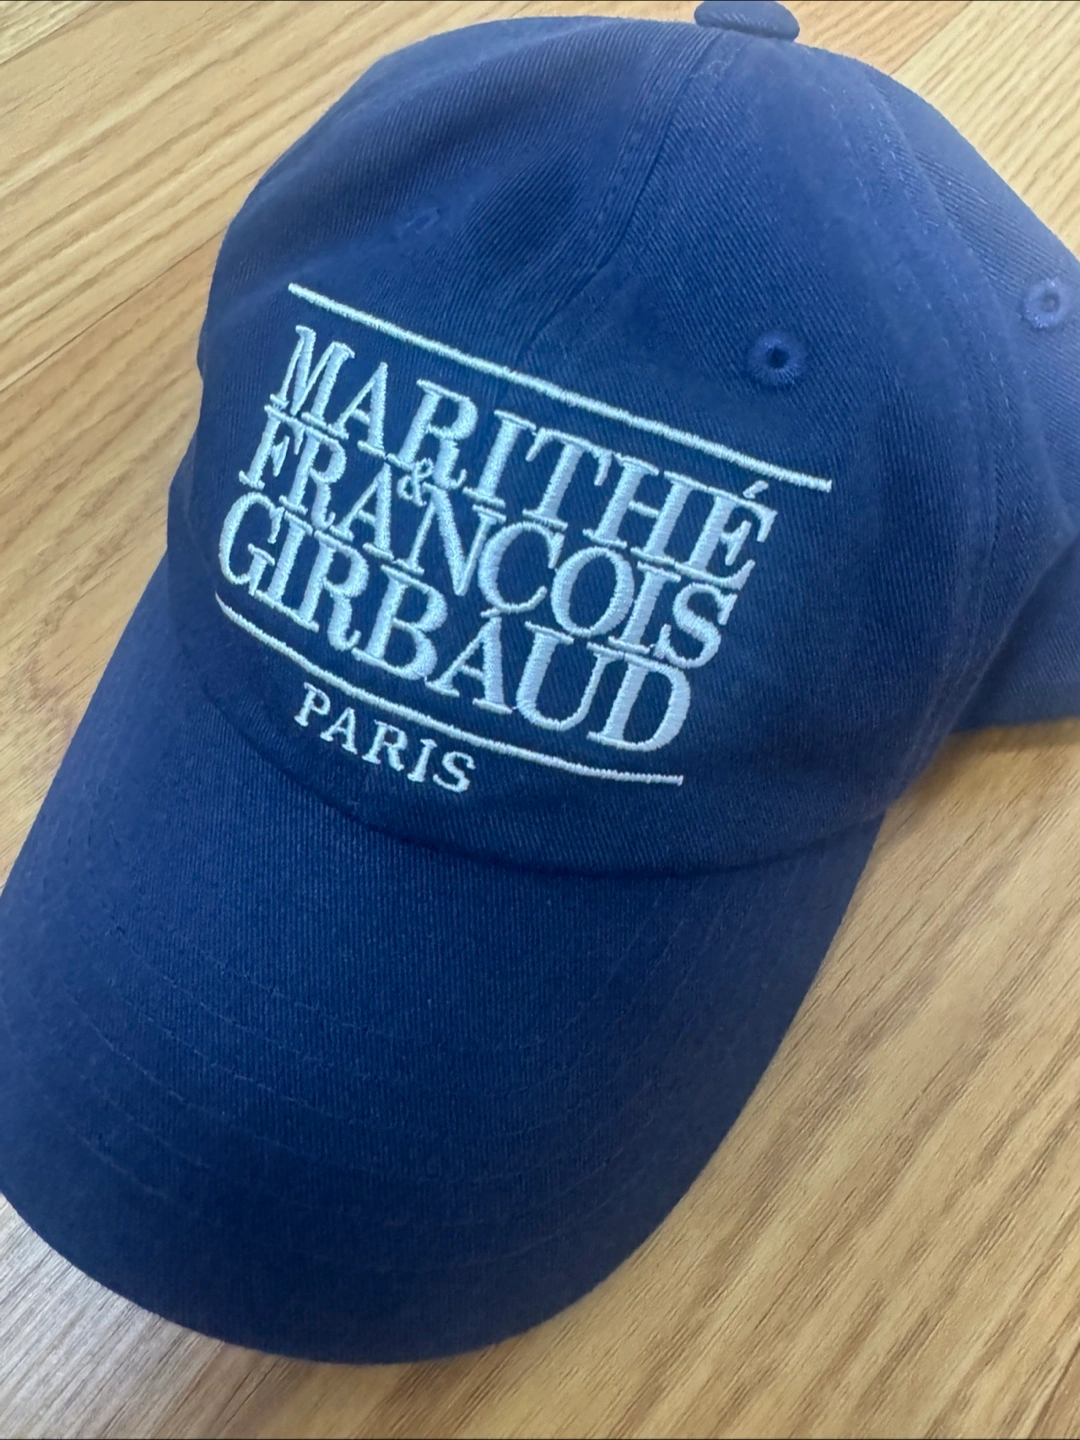 MARITHÉ
&
FRANCOIS
GIRBAUD
PARIS